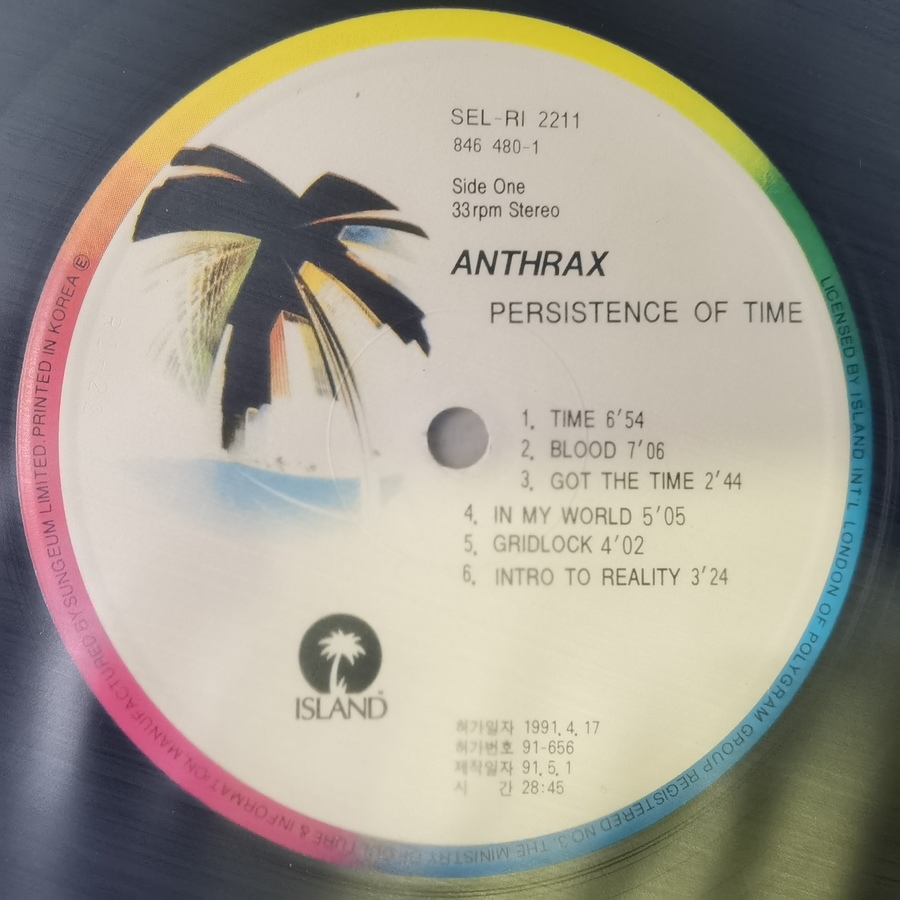 SEL-RI 2211
846 480-1
Side One
33rpm Stereo
ANTHRAX
PERSISTENCE OF TIME
1. TIME 6'54
2. BLOOD 7'06
3. GOT THE TIME 2'44
4. IN MY WORLD 5'05
5. GRIDLOCK 4'02
6. INTRO TO REALITY 3'24
ISLAND
허가일자 1991.4.17
허가번호 91-656
제작일자 91.5.1
시 간 28:45
LICENSED BY ISLAND INT'L LONDON OF POLYGRAM GROUP REGISTERED NO.3. THE MINISTRY OF CULTURE & INFORMATION. MANUFACTURED BY SUNGEUM LIMITED. PRINTED IN KOREA Ⓔ